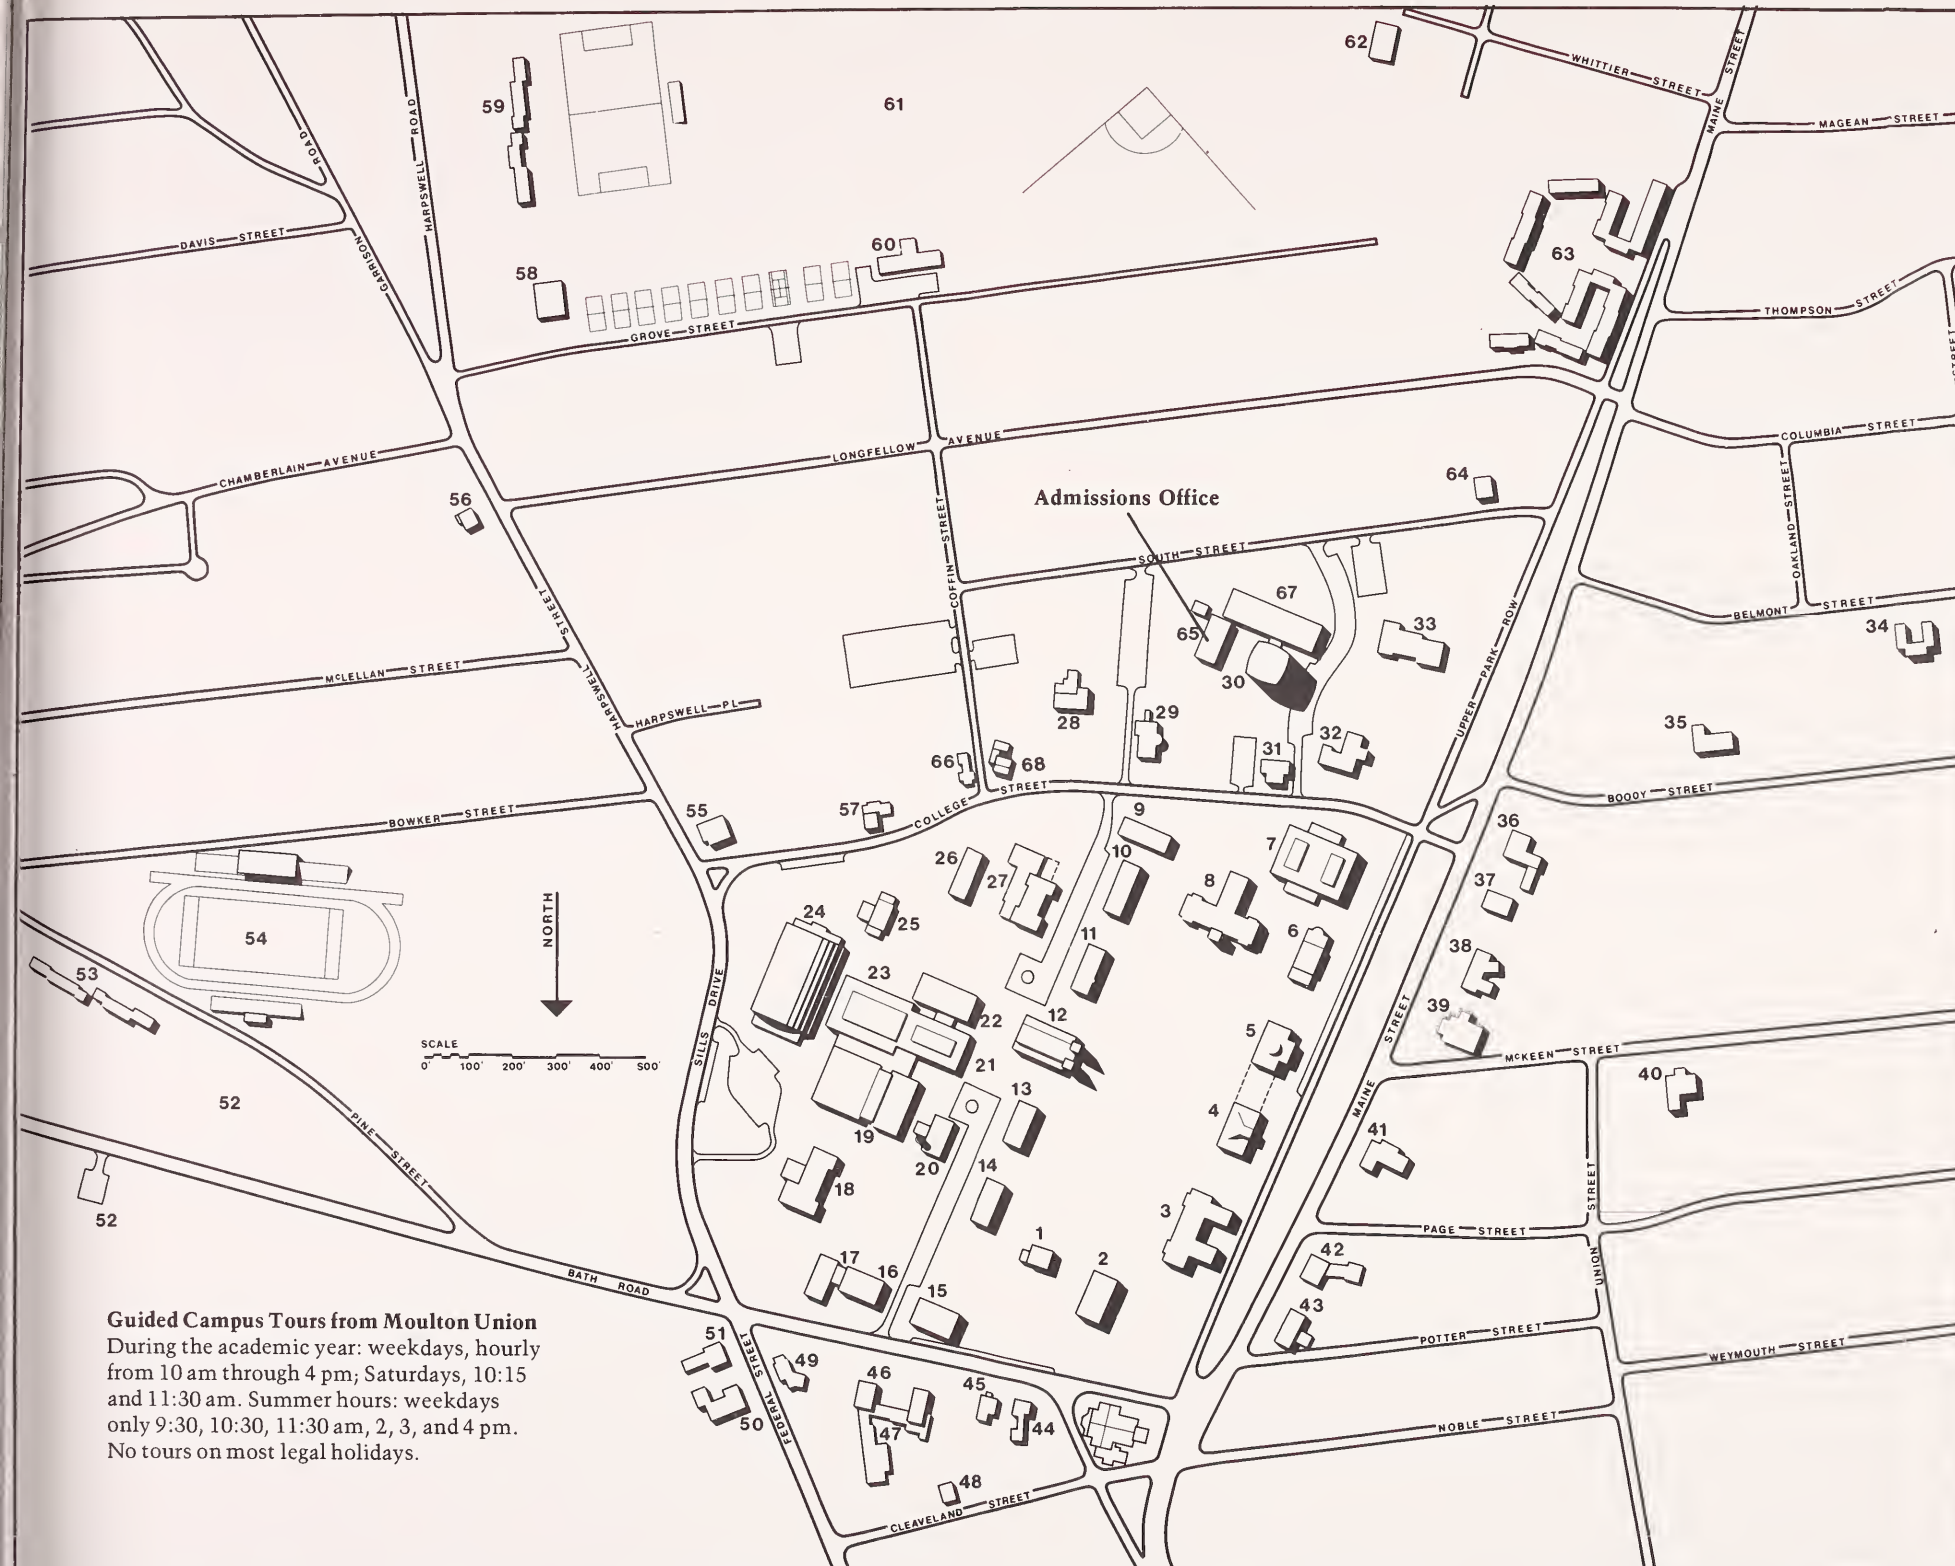 62
WHITTIER STREET
MAINE STREET
59
61
MAGEAN STREET
ROAD
HARPSWELL ROAD
DAVIS STREET
GARRISON
58
60
63
GROVE STREET
THOMPSON STREET
STREET
LONGFELLOW AVENUE
COLUMBIA STREET
CHAMBERLAIN AVENUE
56
64
Admissions Office
OAKLAND STREET
COFFIN STREET
SOUTH STREET
HARPSWELL STREET
67
65
33
BELMONT STREET
34
UPPER PARK ROW
McLELLAN STREET
30
HARPSWELL PL
28
29
35
32
31
66
68
BOODY STREET
BOWKER STREET
55
57
COLLEGE STREET
9
36
7
10
26
27
8
37
NORTH
24
25
54
6
11
38
53
23
39
SILLS DRIVE
22
12
5
MAINE STREET
SCALE
0' 100' 200' 300' 400' 500'
21
McKEEN STREET
40
52
13
4
PINE STREET
19
41
20
14
18
52
3
UNION STREET
PAGE STREET
1
17
2
42
16
BATH ROAD
15
43
Guided Campus Tours from Moulton Union
During the academic year: weekdays, hourly
from 10 am through 4 pm; Saturdays, 10:15
and 11:30 am. Summer hours: weekdays
only 9:30, 10:30, 11:30 am, 2, 3, and 4 pm.
No tours on most legal holidays.
51
FEDERAL STREET
49
46
45
POTTER STREET
WEYMOUTH STREET
50
47
44
NOBLE STREET
48
CLEAVELAND STREET